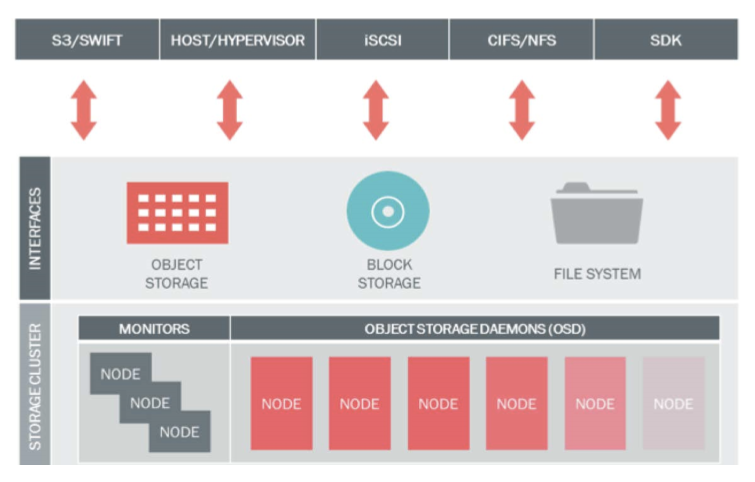 S3/SWIFT
HOST/HYPERVISOR
iSCSI
CIFS/NFS
SDK
INTERFACES
OBJECT
STORAGE
BLOCK
STORAGE
FILE SYSTEM
STORAGE CLUSTER
MONITORS
OBJECT STORAGE DAEMONS (OSD)
NODE
NODE
NODE
NODE
NODE
NODE
NODE
NODE
NODE